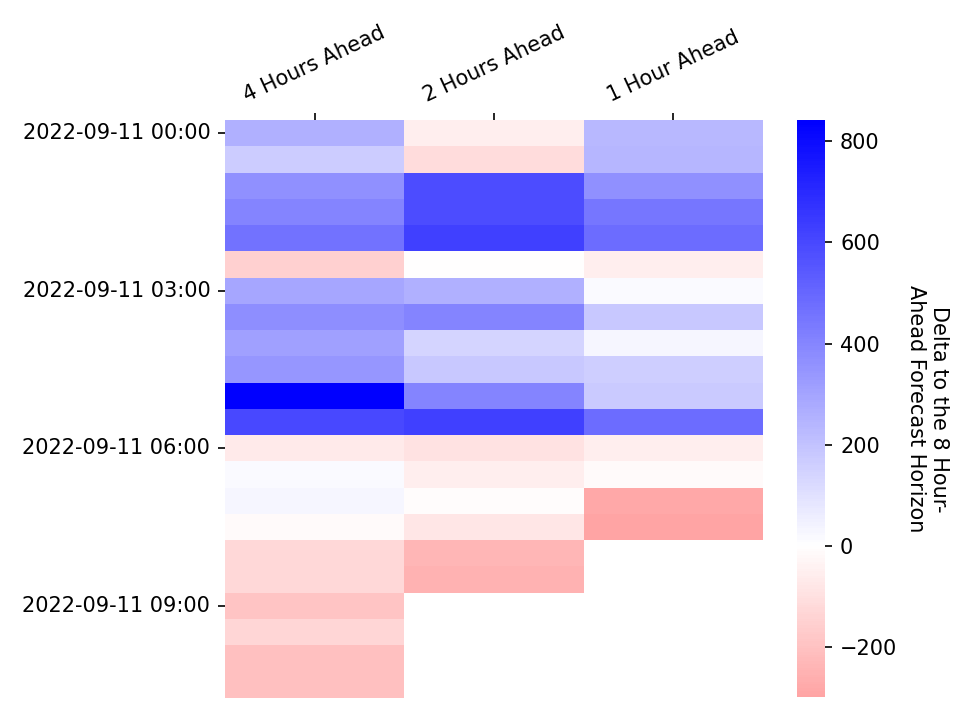 4 Hours Ahead
2 Hours Ahead
1 Hour Ahead
2022-09-11 00:00
2022-09-11 03:00
2022-09-11 06:00
2022-09-11 09:00
800
600
400
200
0
−200
Delta to the 8 Hour-
Ahead Forecast Horizon